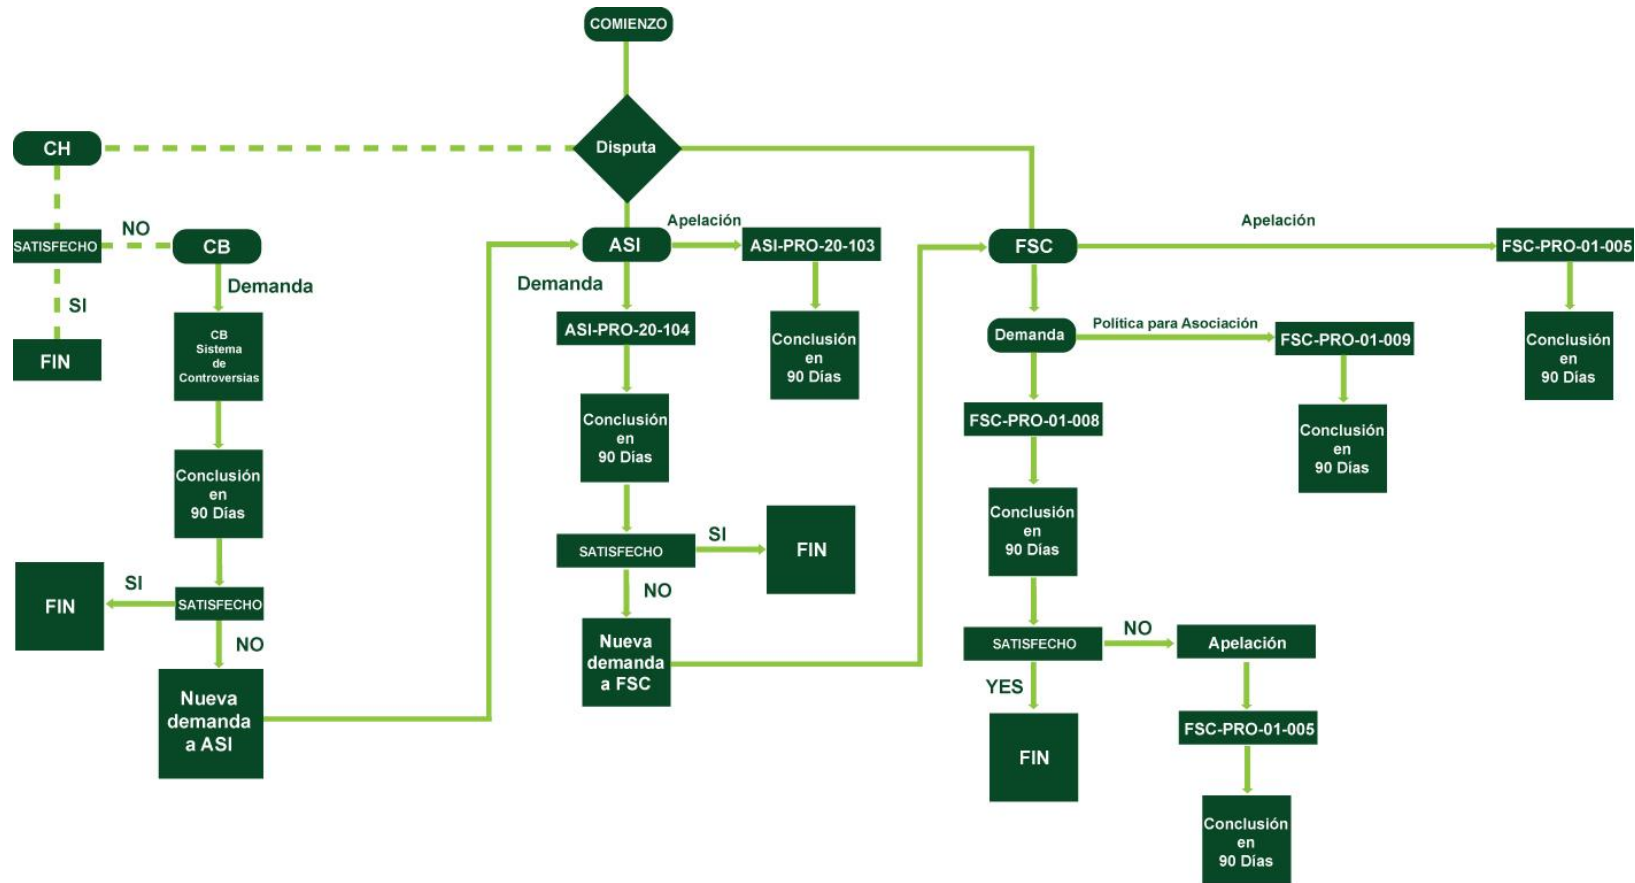 COMIENZO
Disputa
CH
SATISFECHO
NO
SI
FIN
CB
Demanda
CB
Sistema
de
Controversias
Conclusión
en
90 Días
SATISFECHO
SI
FIN
NO
Nueva
demanda
a ASI
ASI
Apelación
ASI-PRO-20-103
Conclusión
en
90 Días
Demanda
ASI-PRO-20-104
Conclusión
en
90 Días
SATISFECHO
SI
FIN
NO
Nueva
demanda
a FSC
FSC
Apelación
FSC-PRO-01-005
Conclusión
en
90 Días
Demanda
Política para Asociación
FSC-PRO-01-009
Conclusión
en
90 Días
FSC-PRO-01-008
Conclusión
en
90 Días
SATISFECHO
YES
FIN
NO
Apelación
FSC-PRO-01-005
Conclusión
en
90 Días